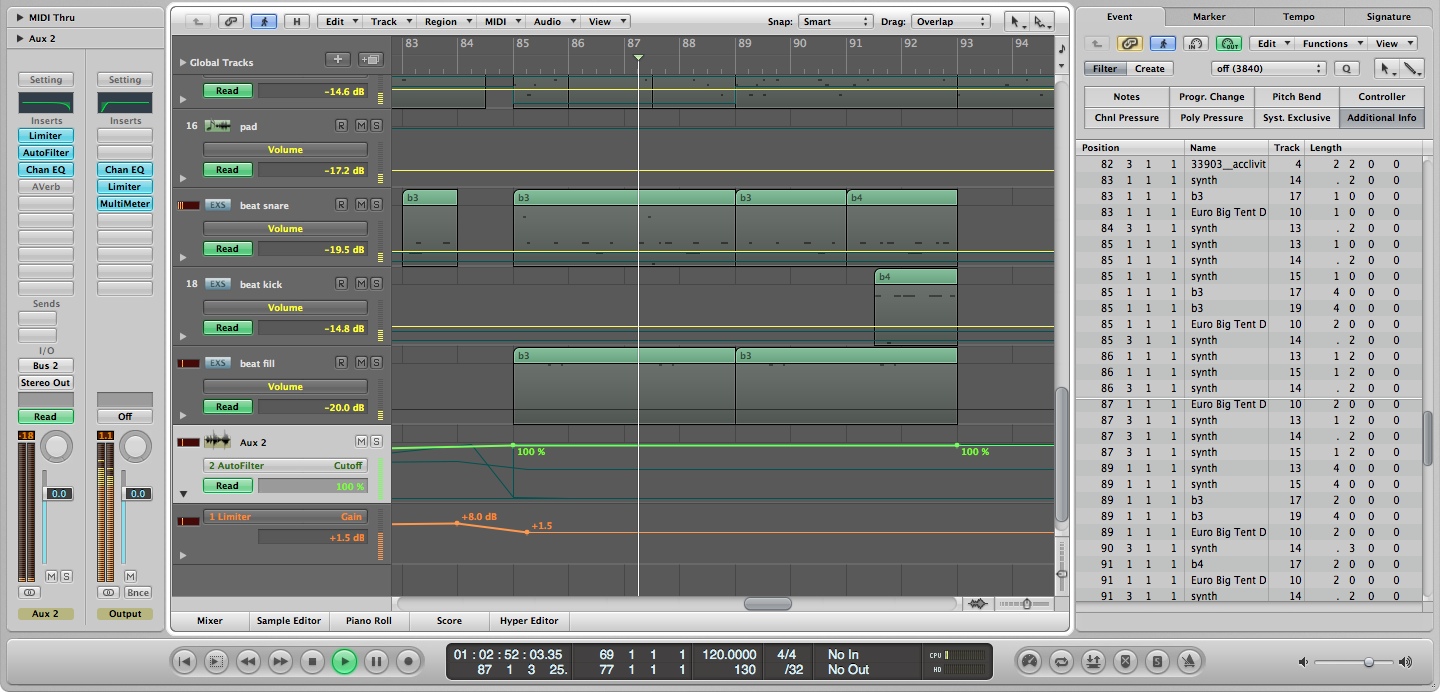 MIDI Thru
Aux 2
Setting Setting
Inserts Inserts
Limiter
AutoFilter
Chan EQ Chan EQ
AVerb Limiter
MultiMeter
Sends
I/O
Bus 2
Stereo Out
Read Off
-18 1.1
0.0 0.0
M S M
Bnce
Aux 2 Output
H Edit Track Region MIDI Audio View Snap: Smart Drag: Overlap
83 84 85 86 87 88 89 90 91 92 93 94
Global Tracks
Read -14.6 dB
16 pad R M S
Volume
Read -17.2 dB
EXS beat snare R M S
Volume
Read -19.5 dB
b3 b3 b3 b4
18 EXS beat kick R M S
Volume
Read -14.8 dB
b4
EXS beat fill R M S
Volume
Read -20.0 dB
b3 b3
Aux 2 M S
2 AutoFilter Cutoff
Read 100 %
100 % 100 %
1 Limiter Gain
+1.5 dB
+8.0 dB
+1.5
Mixer Sample Editor Piano Roll Score Hyper Editor
Event Marker Tempo Signature
IN OUT Edit Functions View
Filter Create off (3840) Q
Notes Progr. Change Pitch Bend Controller
Chnl Pressure Poly Pressure Syst. Exclusive Additional Info
Position Name Track Length
82 3 1 1 33903__acclivit 4 2 2 0 0
83 1 1 1 synth 14 . 2 0 0
83 1 1 1 b3 17 1 0 0 0
83 1 1 1 Euro Big Tent D 10 1 0 0 0
84 3 1 1 synth 13 . 2 0 0
85 1 1 1 synth 13 1 0 0 0
85 1 1 1 synth 14 . 2 0 0
85 1 1 1 synth 15 1 0 0 0
85 1 1 1 b3 17 4 0 0 0
85 1 1 1 b3 19 4 0 0 0
85 1 1 1 Euro Big Tent D 10 2 0 0 0
85 3 1 1 synth 14 . 2 0 0
86 1 1 1 synth 13 1 2 0 0
86 1 1 1 synth 15 1 2 0 0
86 3 1 1 synth 14 . 2 0 0
87 1 1 1 Euro Big Tent D 10 2 0 0 0
87 3 1 1 synth 13 1 2 0 0
87 3 1 1 synth 14 . 2 0 0
87 3 1 1 synth 15 1 2 0 0
89 1 1 1 synth 13 4 0 0 0
89 1 1 1 synth 15 4 0 0 0
89 1 1 1 b3 17 2 0 0 0
89 1 1 1 b3 19 4 0 0 0
89 1 1 1 Euro Big Tent D 10 2 0 0 0
90 3 1 1 synth 14 . 3 0 0
91 1 1 1 b4 17 2 0 0 0
91 1 1 1 Euro Big Tent D 10 2 0 0 0
91 3 1 1 synth 14 . 2 0 0
01 : 02 : 52 : 03.35 69 1 1 1 120.0000 4/4 No In CPU
87 1 3 25. 77 1 1 1 130 /32 No Out HD
S